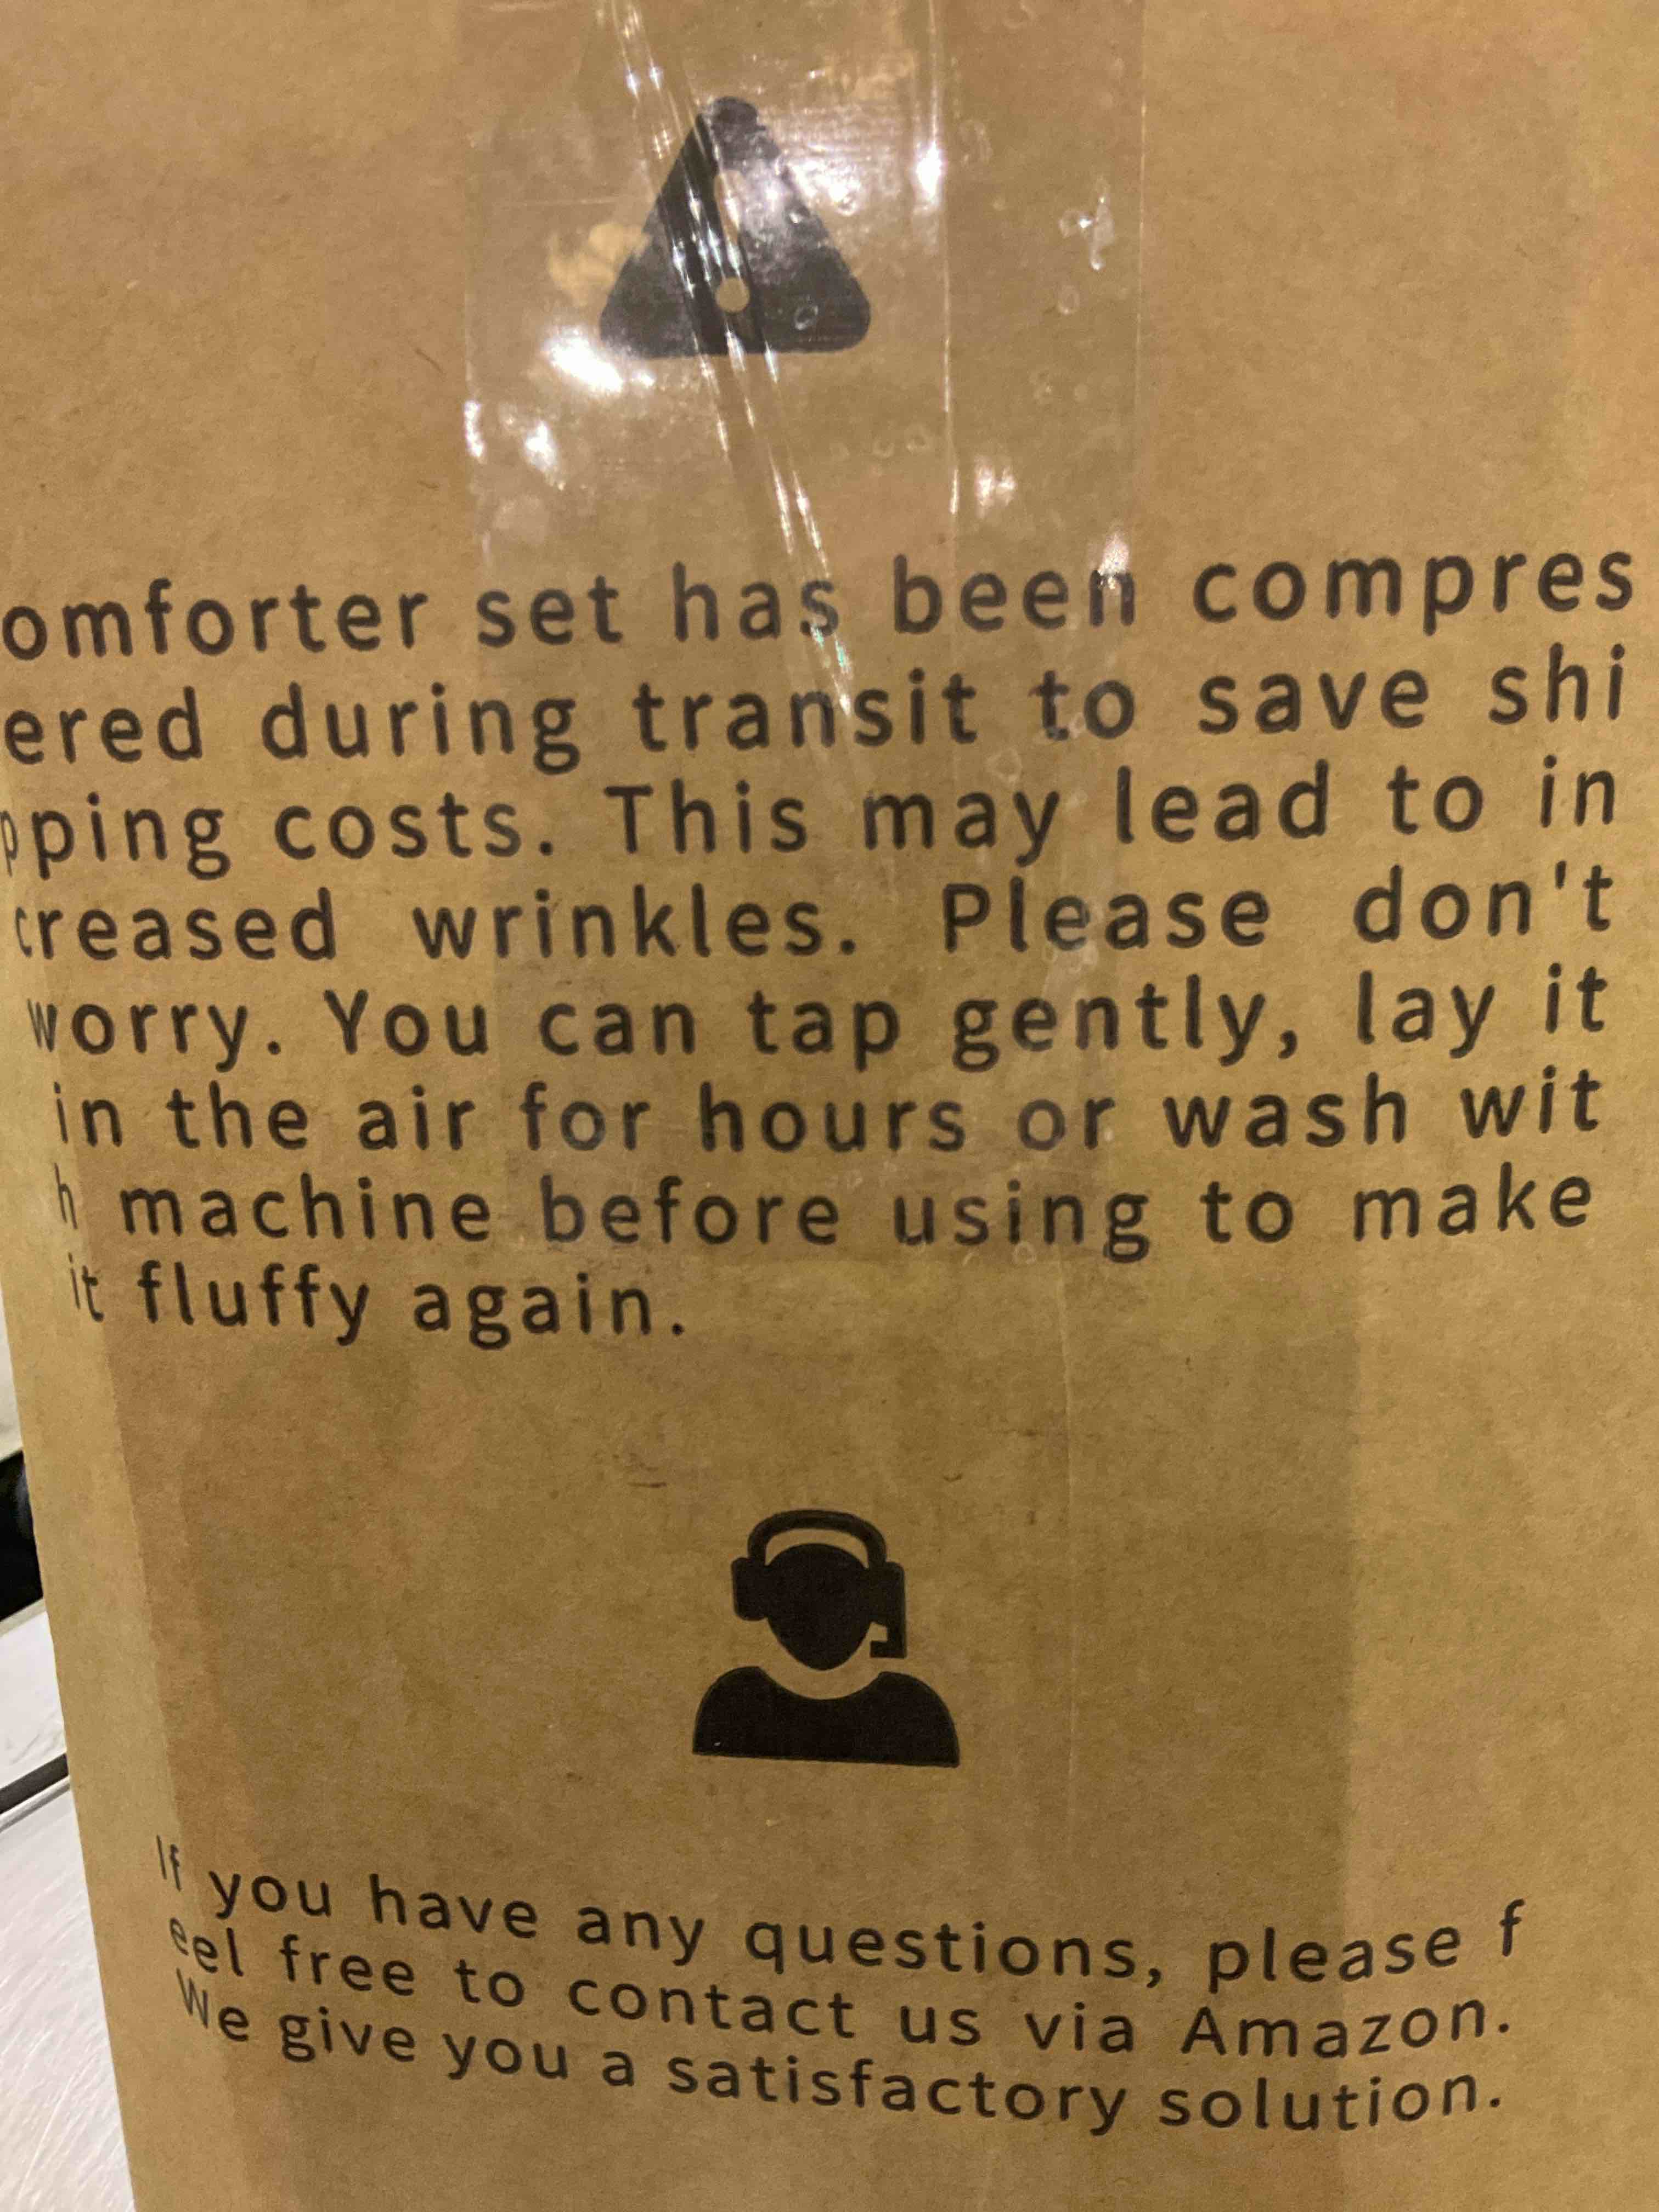 omforter set has been compres
ered during transit to save shi
pping costs. This may lead to in
creased wrinkles. Please don't
worry. You can tap gently, lay it
in the air for hours or wash wit
h machine before using to make
it fluffy again.
If you have any questions, please f
eel free to contact us via Amazon.
We give you a satisfactory solution.